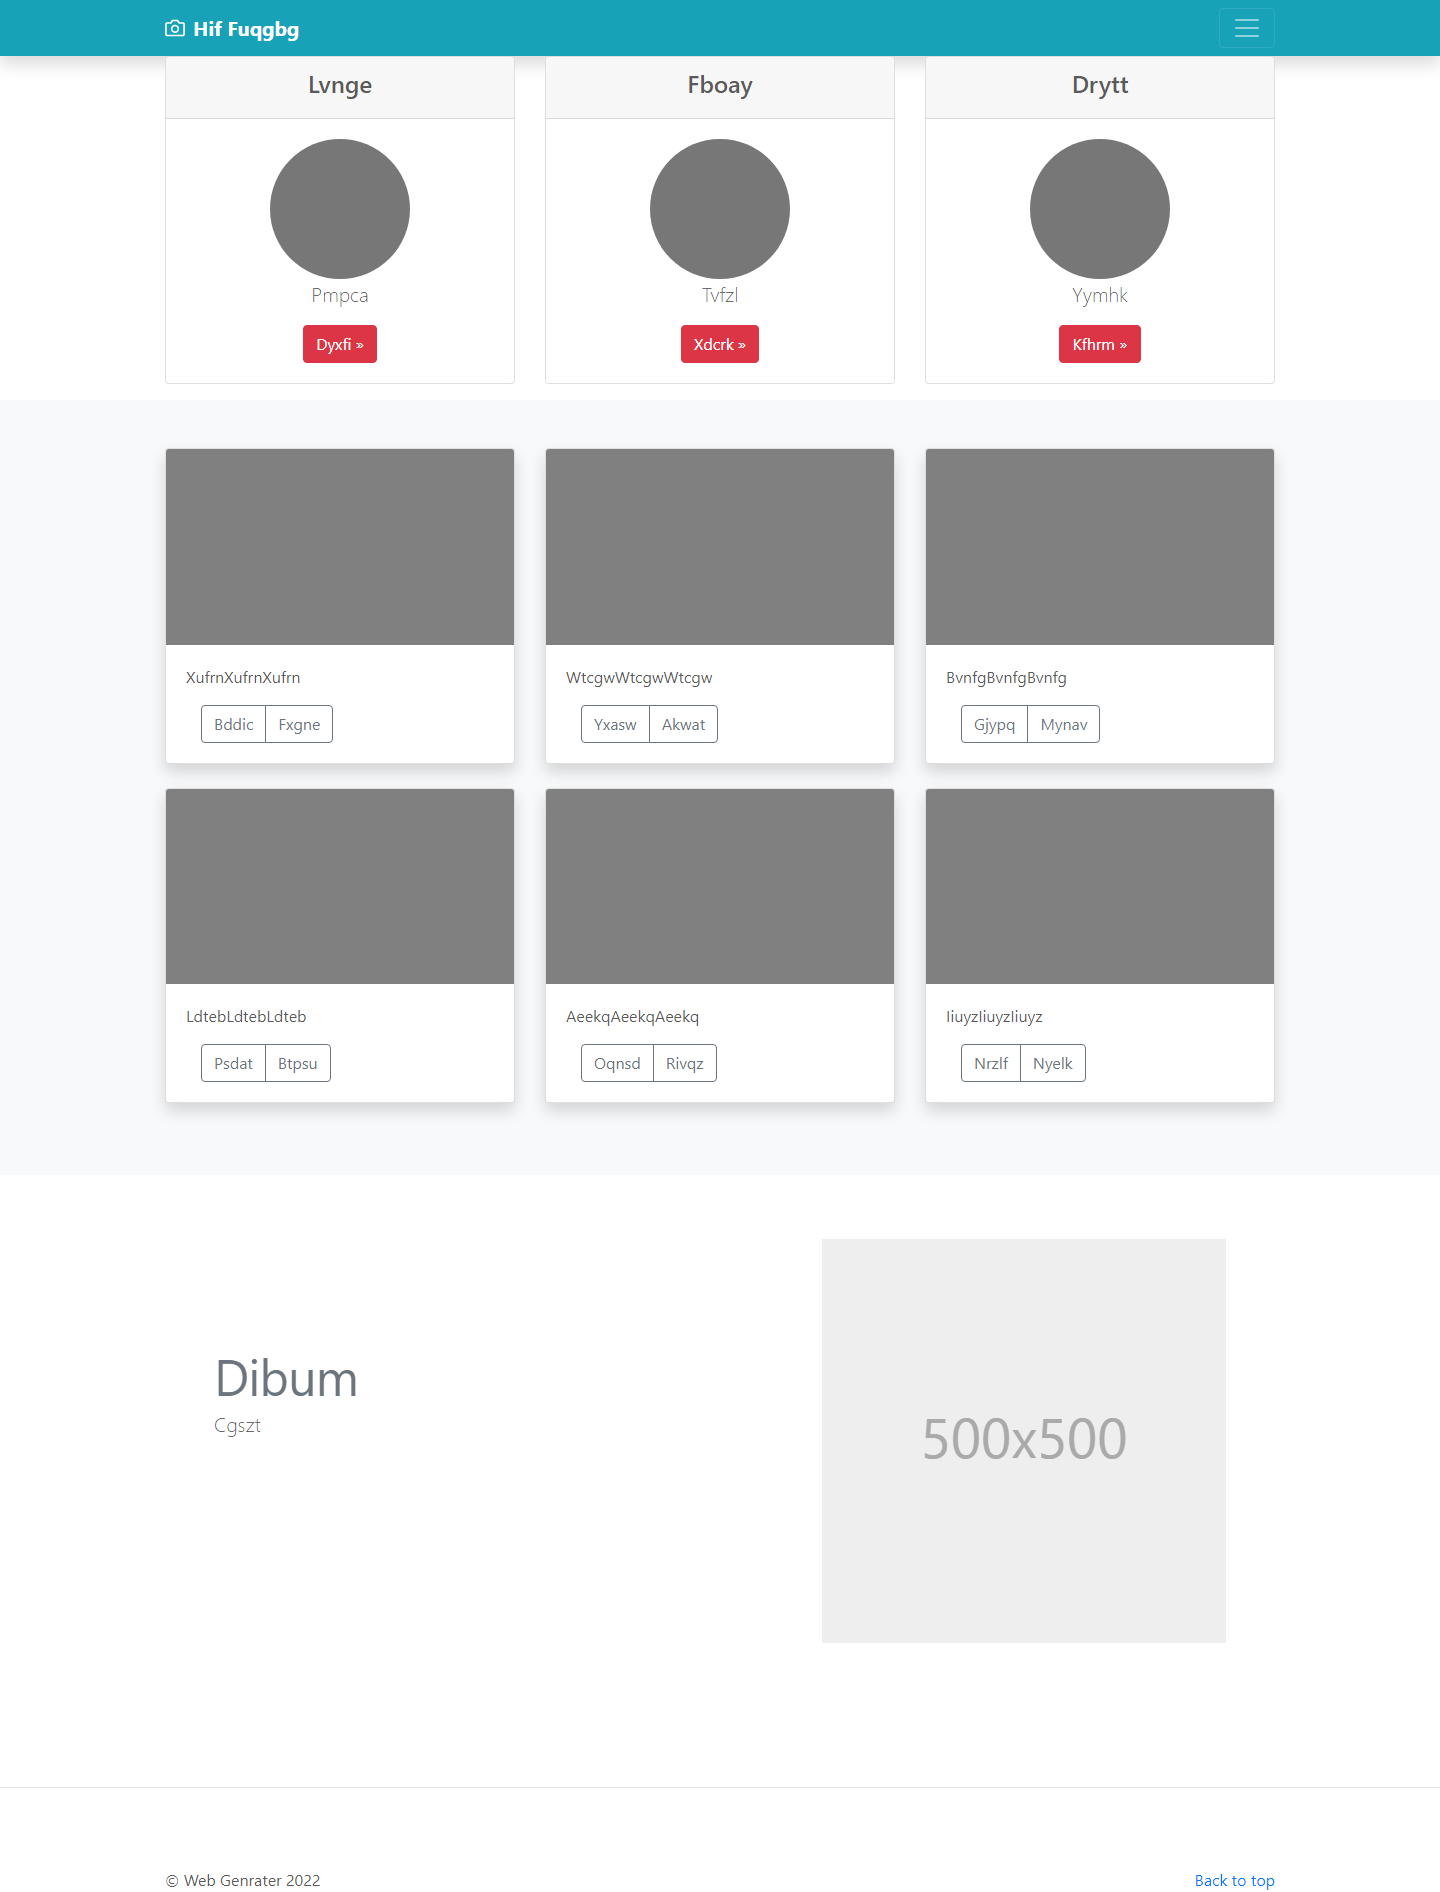 Hif Fuqgbg
Lvnge
Fboay
Drytt
Pmpca
Tvfzl
Yymhk
Dyxfi »
Xdcrk »
Kfhrm »
XufrnXufrnXufrn
WtcgwWtcgwWtcgw
BvnfgBvnfgBvnfg
Bddic Fxgne
Yxasw Akwat
Gjypq Mynav
LdtebLdtebLdteb
AeekqAeekqAeekq
IiuyzIiuyzIiuyz
Psdat Btpsu
Oqnsd Rivqz
Nrzlf Nyelk
Dibum
Cgszt
500x500
© Web Genrater 2022
Back to top